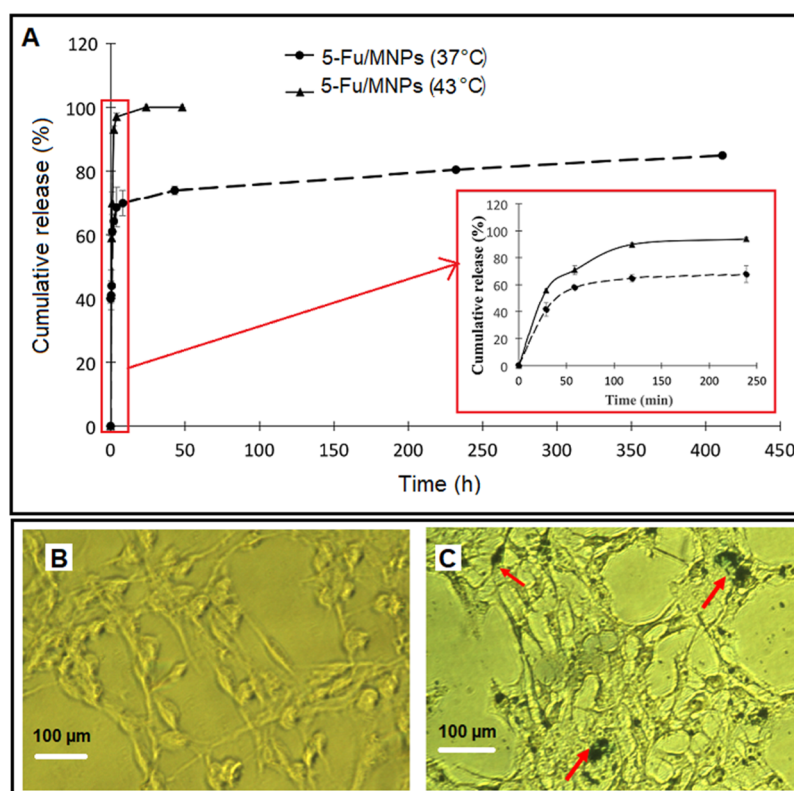 A
5-Fu/MNPs (37°C)
5-Fu/MNPs (43°C)
Cumulative release (%)
120
100
80
60
40
20
0
0 50 100 150 200 250 300 350 400 450
Time (h)
Cumulative release (%)
120
100
80
60
40
20
0
0 50 100 150 200 250
Time (min)
B
100 µm
C
100 µm